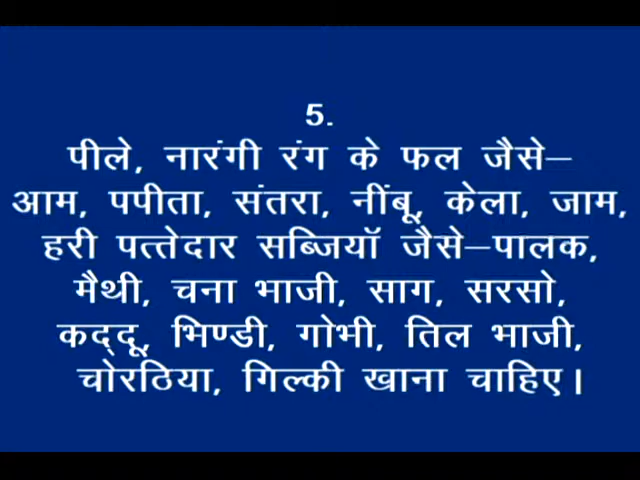 5.
पीले, नारंगी रंग के फल जैसे–
आम, पपीता, संतरा, नींबू, केला, जाम,
हरी पत्तेदार सब्जियॉ जैसे–पालक,
मैथी, चना भाजी, साग, सरसो,
कद्दू, भिण्डी, गोभी, तिल भाजी,
चोरठिया, गिल्की खाना चाहिए।